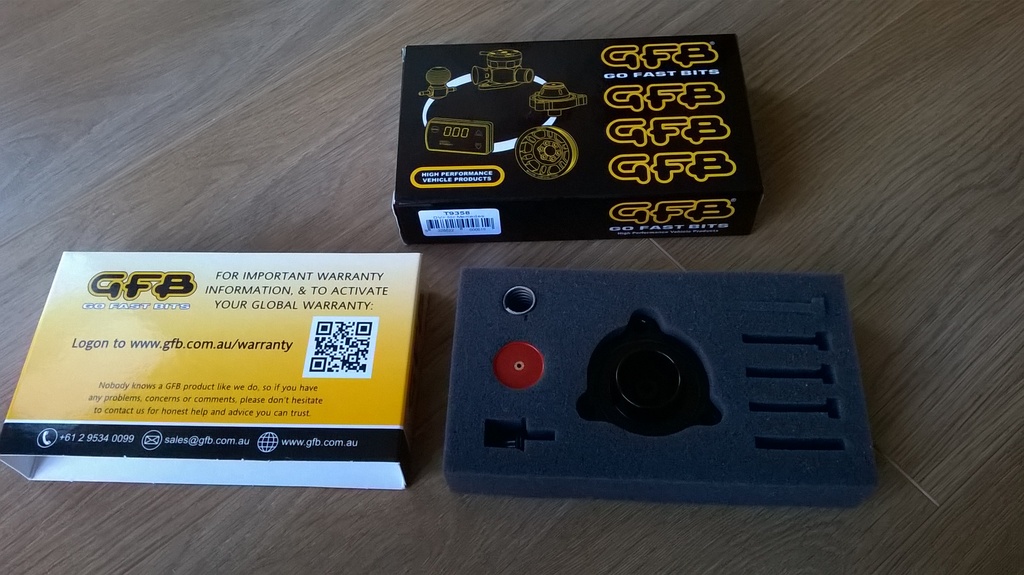 GFB
GO FAST BITS
GFB
GFB
GFB
000
HIGH PERFORMANCE
VEHICLE PRODUCTS
T9358
GFB
GO FAST BITS
High Performance Vehicle Products
GFB
GO FAST BITS
FOR IMPORTANT WARRANTY
INFORMATION, & TO ACTIVATE
YOUR GLOBAL WARRANTY:
Logon to www.gfb.com.au/warranty
Nobody knows a GFB product like we do, so if you have
any problems, concerns or comments, please don't hesitate
to contact us for honest help and advice you can trust.
+61 2 9534 0099 sales@gfb.com.au www.gfb.com.au